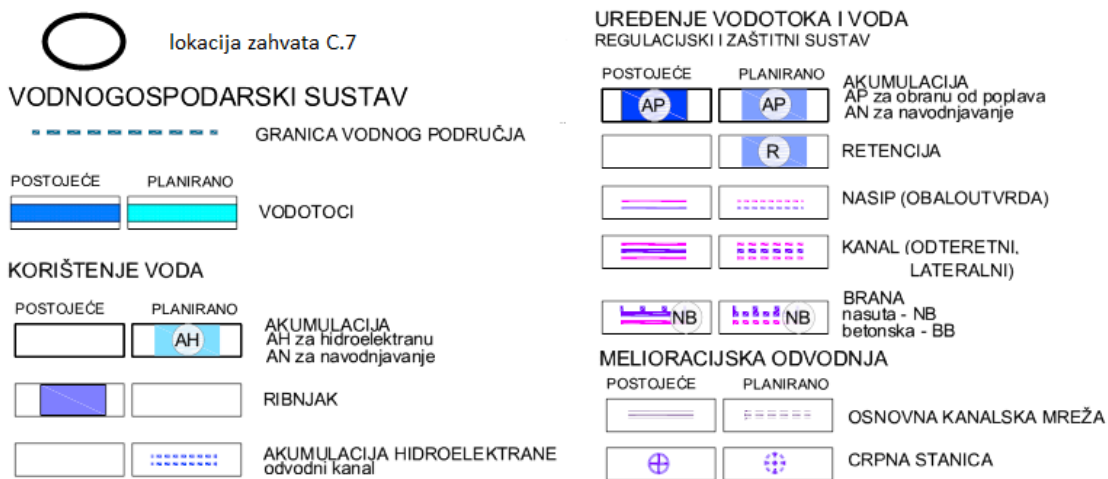 lokacija zahvata C.7
VODNOGOSPODARSKI SUSTAV
GRANICA VODNOG PODRUČJA
POSTOJEĆE PLANIRANO
VODOTOCI
KORIŠTENJE VODA
POSTOJEĆE PLANIRANO
AKUMULACIJA
AH
AH za hidroelektranu
AN za navodnjavanje
RIBNJAK
AKUMULACIJA HIDROELEKTRANE
odvodni kanal
UREĐENJE VODOTOKA I VODA
REGULACIJSKI I ZAŠTITNI SUSTAV
POSTOJEĆE PLANIRANO
AKUMULACIJA
AP AP
AP za obranu od poplava
AN za navodnjavanje
R
RETENCIJA
NASIP (OBALOUTVRDA)
KANAL (ODTERETNI,
LATERALNI)
BRANA
NB NB
nasuta - NB
betonska - BB
MELIORACIJSKA ODVODNJA
POSTOJEĆE PLANIRANO
OSNOVNA KANALSKA MREŽA
CRPNA STANICA